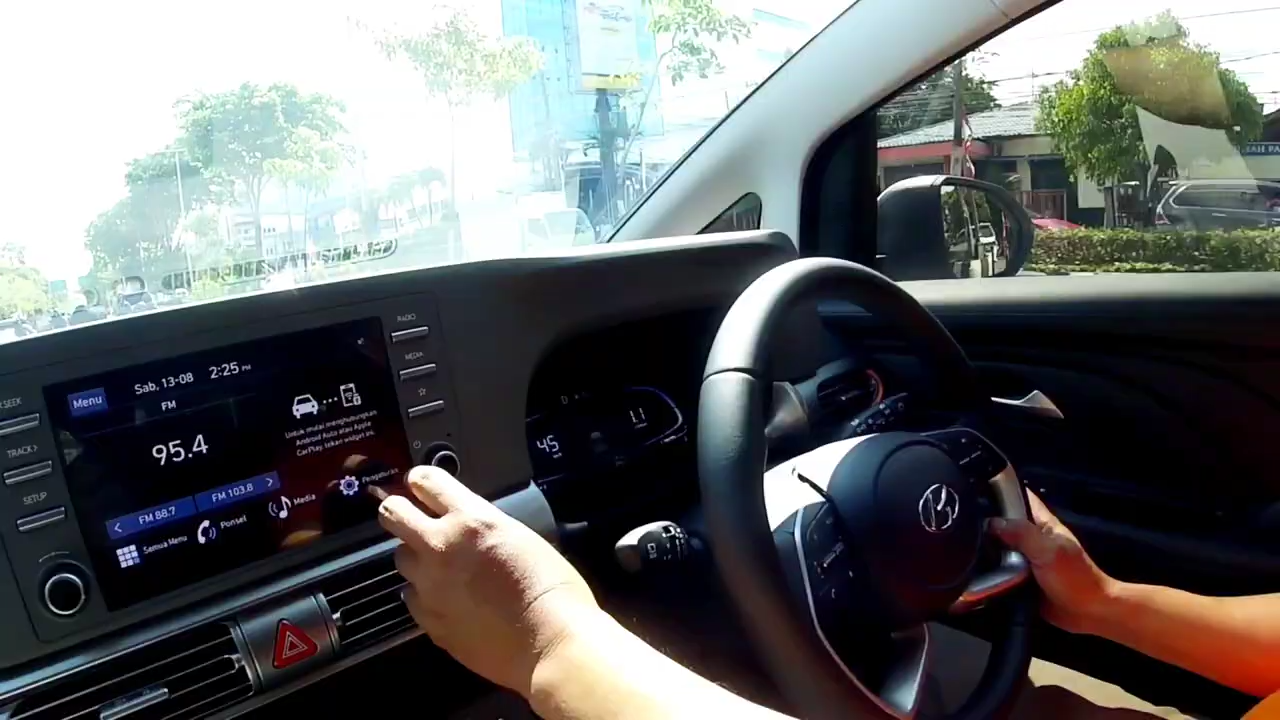 SEEK
TRACK>
SETUP
Menu
Sab, 13-08
2:25 PM
FM
95.4
< FM 88.7
FM 103.8 >
Untuk mulai menghubungkan
Android Auto atau Apple
CarPlay tekan widget ini.
Semua Menu
Ponsel
Media
Pengaturan
RADIO
MEDIA
45